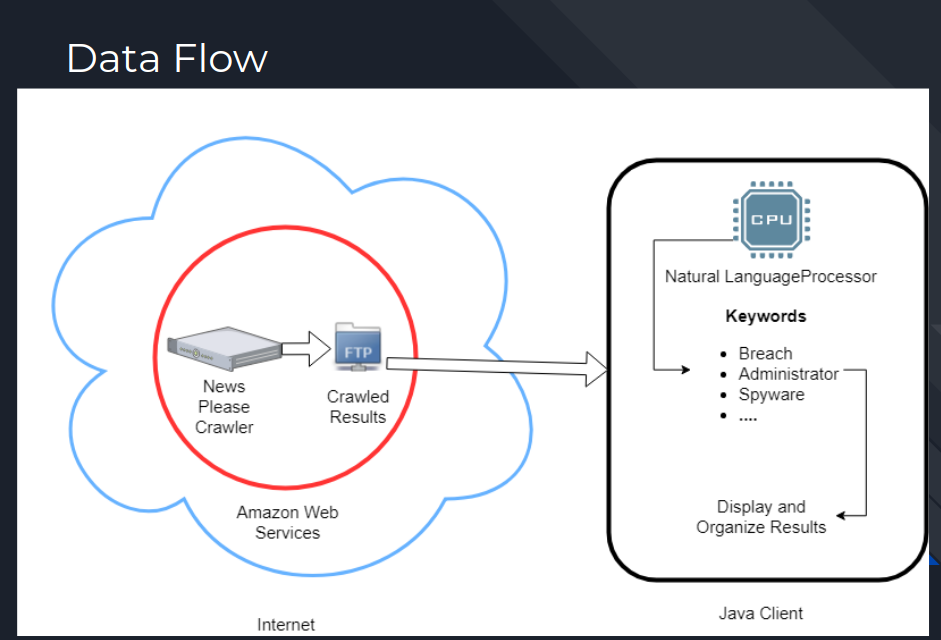 Data Flow
CPU
Natural LanguageProcessor
Keywords
Breach
Administrator
Spyware
....
FTP
News
Please
Crawler
Crawled
Results
Amazon Web
Services
Display and
Organize Results
Internet
Java Client